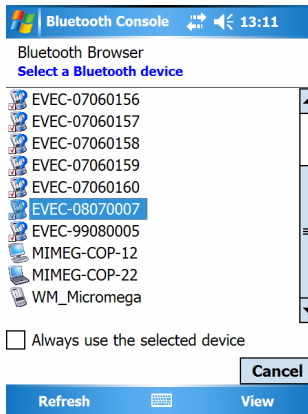 Bluetooth Console 13:11
Bluetooth Browser
Select a Bluetooth device
EVEC-07060156
EVEC-07060157
EVEC-07060158
EVEC-07060159
EVEC-07060160
EVEC-08070007
EVEC-99080005
MIMEG-COP-12
MIMEG-COP-22
WM_Micromega
Always use the selected device
Cancel
Refresh View